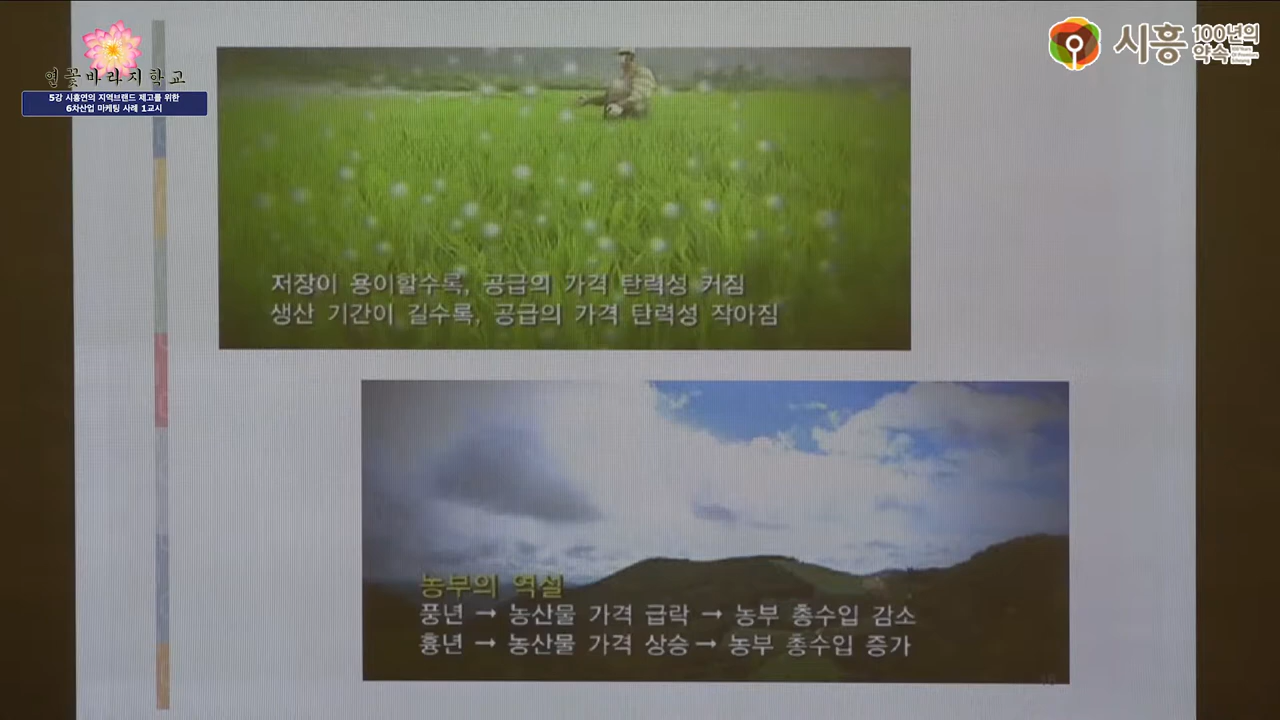 연꽃바라지학교
5강 시흥연의 지역브랜드 제고를 위한
6차산업 마케팅 사례 1교시
시흥 100년의
약속
저장이 용이할수록, 공급의 가격 탄력성 커짐
생산 기간이 길수록, 공급의 가격 탄력성 작아짐
농부의 역설
풍년 → 농산물 가격 급락 → 농부 총수입 감소
흉년 → 농산물 가격 상승 → 농부 총수입 증가